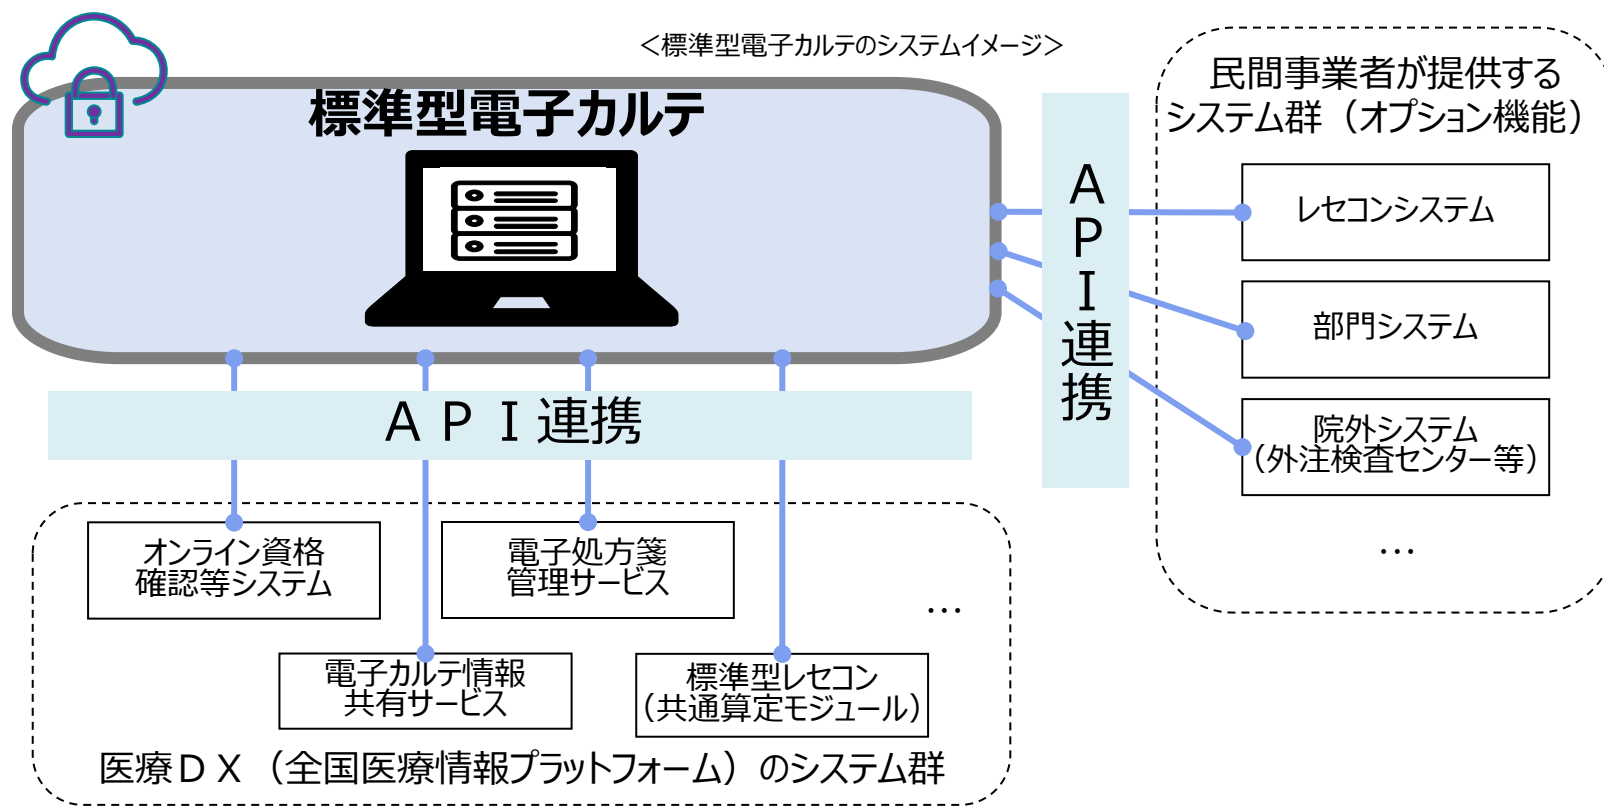 ＜標準型電子カルテのシステムイメージ＞
標準型電子カルテ
ＡＰＩ連携
民間事業者が提供する
システム群（オプション機能）
レセコンシステム
部門システム
院外システム
（外注検査センター等）
…
ＡＰＩ連携
オンライン資格
確認等システム
電子処方箋
管理サービス
…
電子カルテ情報
共有サービス
標準型レセコン
（共通算定モジュール）
医療ＤＸ（全国医療情報プラットフォーム）のシステム群